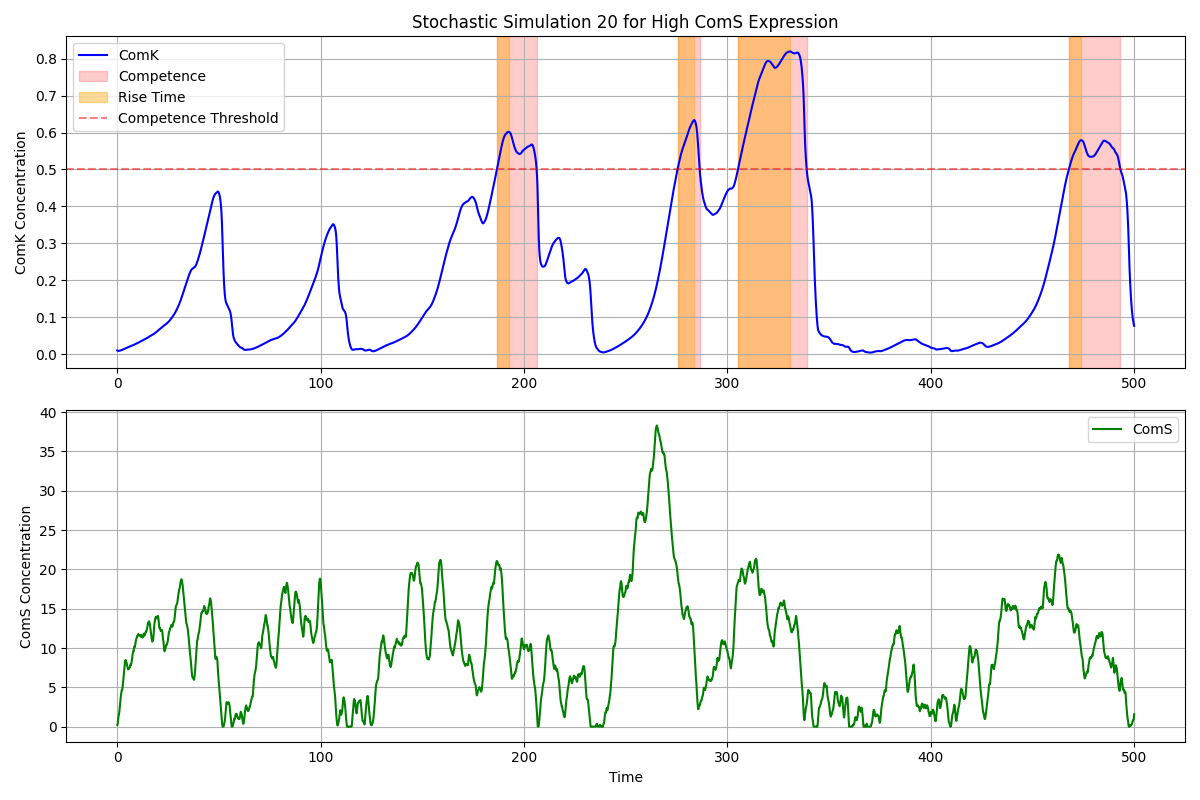 Stochastic Simulation 20 for High ComS Expression
ComK
Competence
Rise Time
Competence Threshold
ComK Concentration
0.8
0.7
0.6
0.5
0.4
0.3
0.2
0.1
0.0
0 100 200 300 400 500
ComS
ComS Concentration
40
35
30
25
20
15
10
5
0
0 100 200 300 400 500
Time